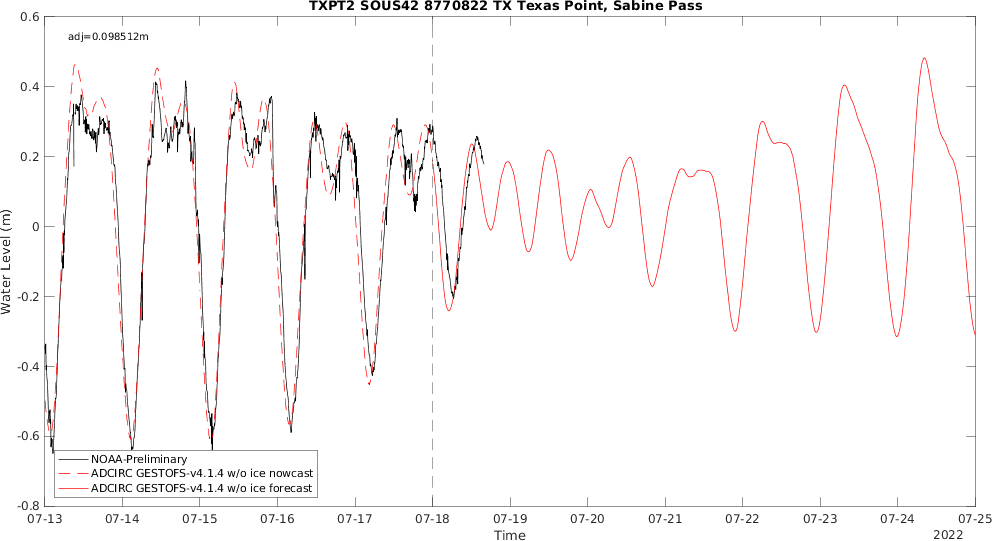 TXPT2 SOUS42 8770822 TX Texas Point, Sabine Pass
adj=0.098512m
0.6
0.4
0.2
0
-0.2
-0.4
-0.6
-0.8
Water Level (m)
NOAA-Preliminary
ADCIRC GESTOFS-v4.1.4 w/o ice nowcast
ADCIRC GESTOFS-v4.1.4 w/o ice forecast
07-13 07-14 07-15 07-16 07-17 07-18 07-19 07-20 07-21 07-22 07-23 07-24 07-25
Time
2022